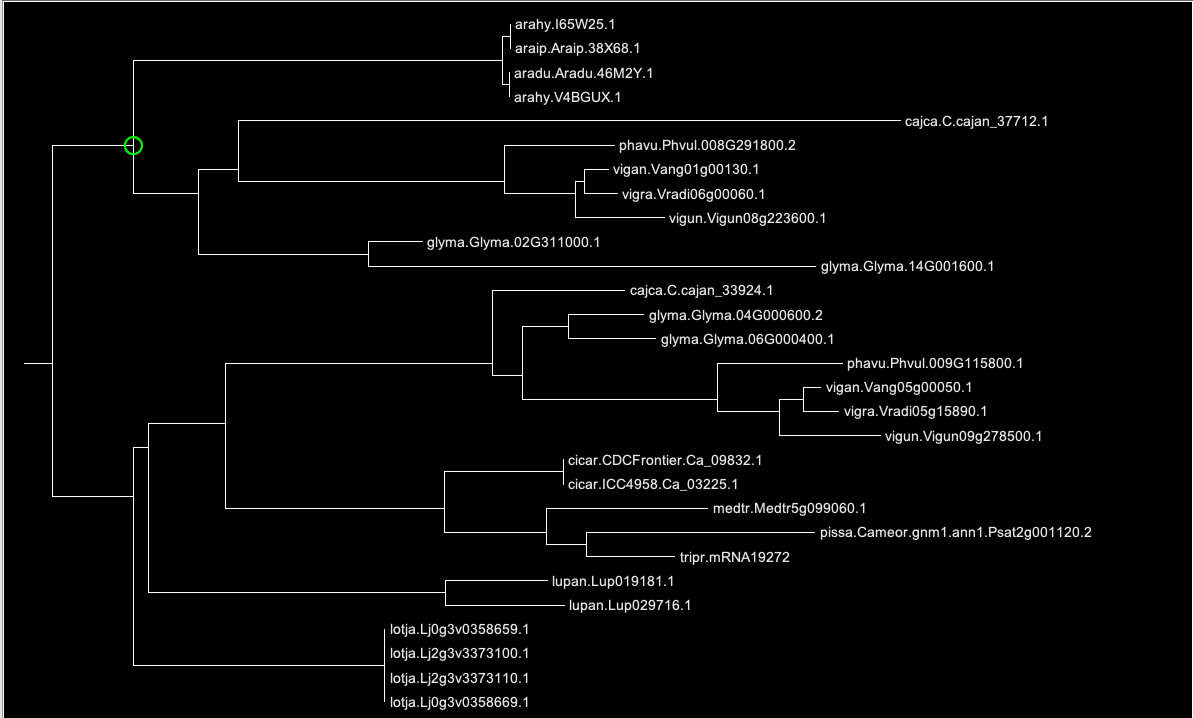 arahy.I65W25.1
araip.Araip.38X68.1
aradu.Aradu.46M2Y.1
arahy.V4BGUX.1
cajca.C.cajan_37712.1
phavu.Phvul.008G291800.2
vigan.Vang01g00130.1
vigra.Vradi06g00060.1
vigun.Vigun08g223600.1
glyma.Glyma.02G311000.1
glyma.Glyma.14G001600.1
cajca.C.cajan_33924.1
glyma.Glyma.04G000600.2
glyma.Glyma.06G000400.1
phavu.Phvul.009G115800.1
vigan.Vang05g00050.1
vigra.Vradi05g15890.1
vigun.Vigun09g278500.1
cicar.CDCFrontier.Ca_09832.1
cicar.ICC4958.Ca_03225.1
medtr.Medtr5g099060.1
pissa.Cameor.gnm1.ann1.Psat2g001120.2
tripr.mRNA19272
lupan.Lup019181.1
lupan.Lup029716.1
lotja.Lj0g3v0358659.1
lotja.Lj2g3v3373100.1
lotja.Lj2g3v3373110.1
lotja.Lj0g3v0358669.1